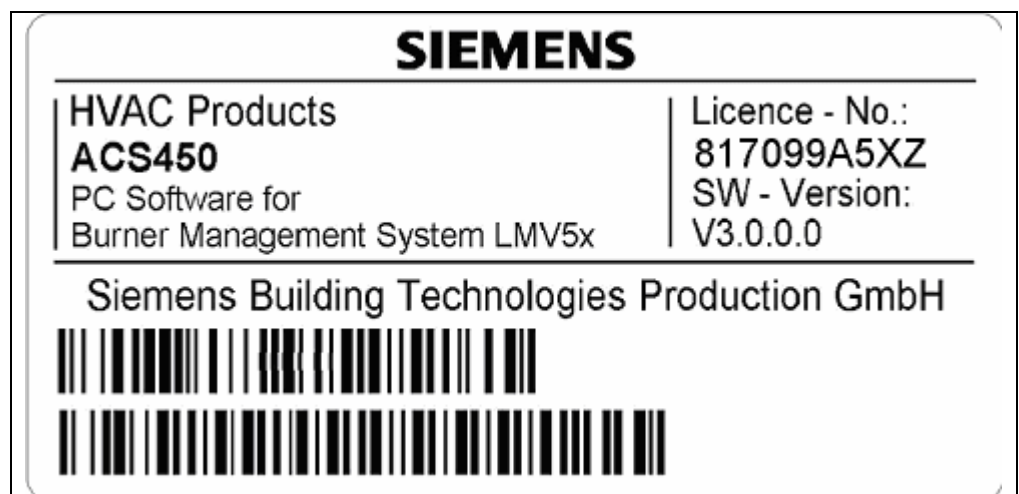 SIEMENS
HVAC Products
ACS450
PC Software for
Burner Management System LMV5x
Licence - No.:
817099A5XZ
SW - Version:
V3.0.0.0
Siemens Building Technologies Production GmbH